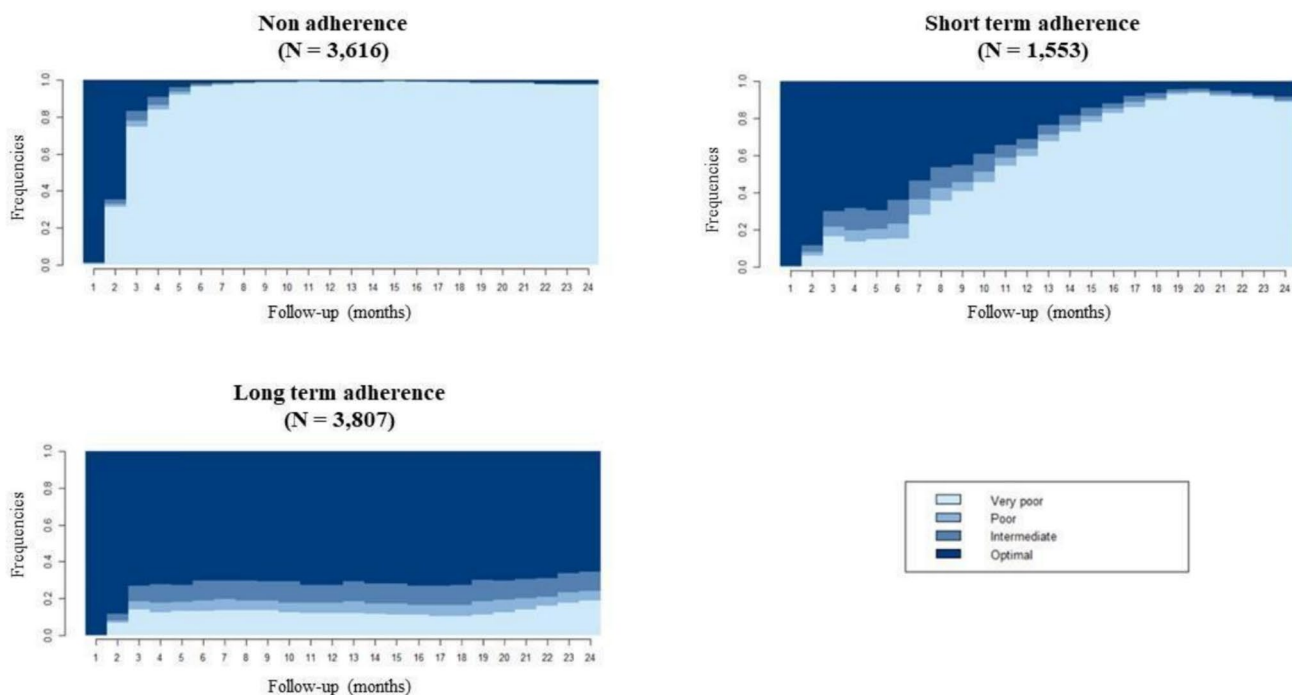 Non adherence
(N = 3,616)
Frequencies
1.0
0.8
0.6
0.4
0.2
0.0
1 2 3 4 5 6 7 8 9 10 11 12 13 14 15 16 17 18 19 20 21 22 23 24
Follow-up (months)
Short term adherence
(N = 1,553)
Frequencies
1.0
0.8
0.6
0.4
0.2
0.0
1 2 3 4 5 6 7 8 9 10 11 12 13 14 15 16 17 18 19 20 21 22 23 24
Follow-up (months)
Long term adherence
(N = 3,807)
Frequencies
1.0
0.8
0.6
0.4
0.2
0.0
1 2 3 4 5 6 7 8 9 10 11 12 13 14 15 16 17 18 19 20 21 22 23 24
Follow-up (months)
Very poor
Poor
Intermediate
Optimal